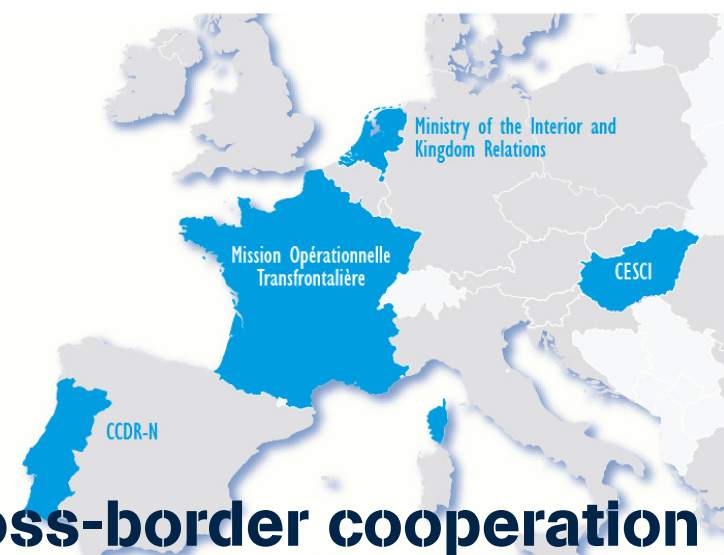 Ministry of the Interior and
Kingdom Relations
Mission Opérationnelle
Transfrontalière
CESCI
CCDR-N
oss-border cooperation